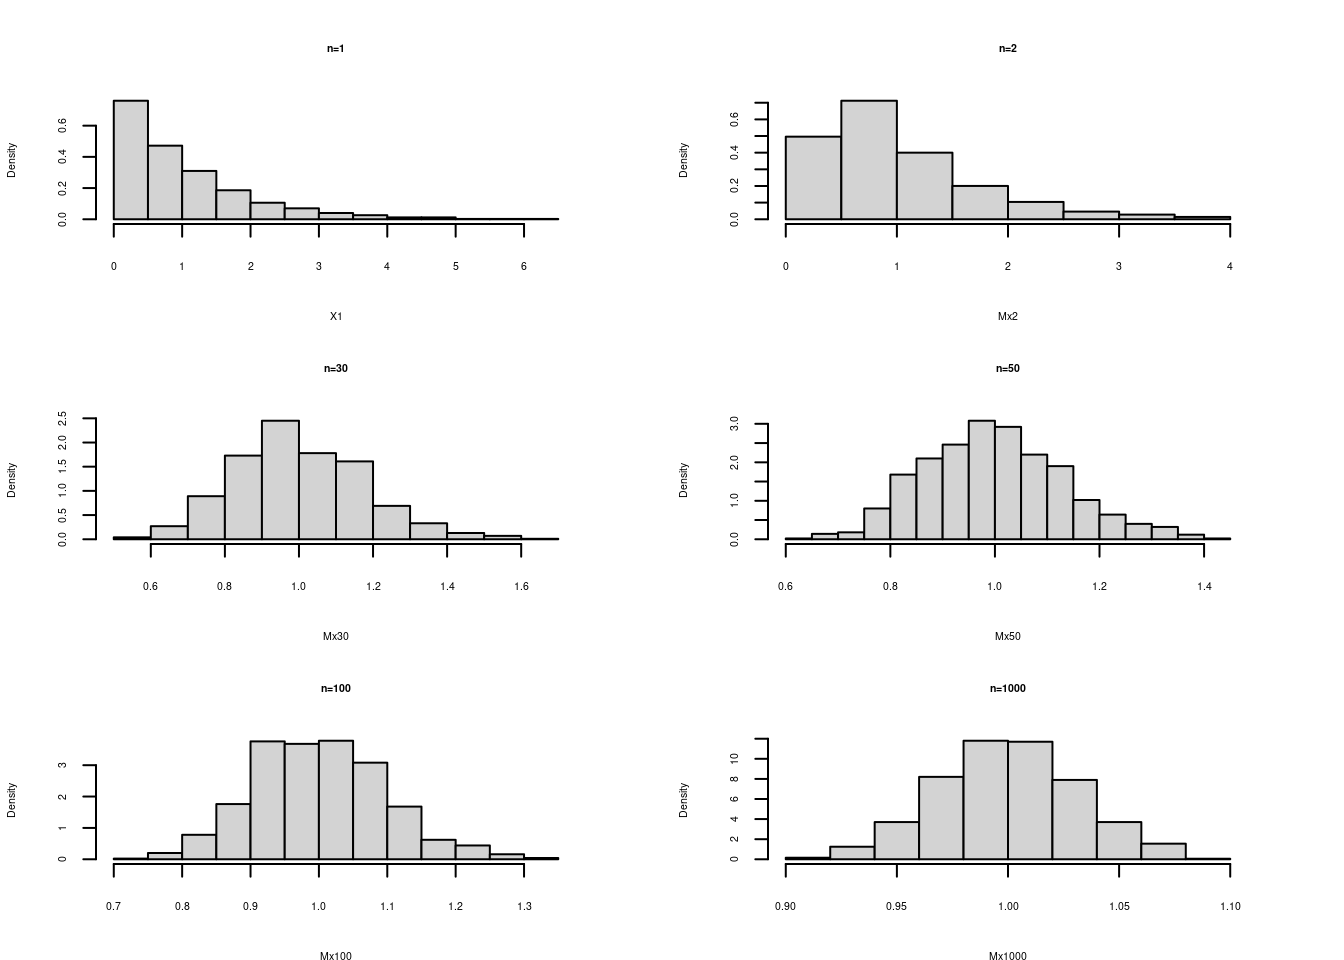 n=1
Density
0.0 0.2 0.4 0.6
0 1 2 3 4 5 6
X1
n=2
Density
0.0 0.2 0.4 0.6
0 1 2 3 4
Mx2
n=30
Density
0.0 0.5 1.0 1.5 2.0 2.5
0.6 0.8 1.0 1.2 1.4 1.6
Mx30
n=50
Density
0.0 1.0 2.0 3.0
0.6 0.8 1.0 1.2 1.4
Mx50
n=100
Density
0 1 2 3
0.7 0.8 0.9 1.0 1.1 1.2 1.3
Mx100
n=1000
Density
0 2 4 6 8 10
0.90 0.95 1.00 1.05 1.10
Mx1000